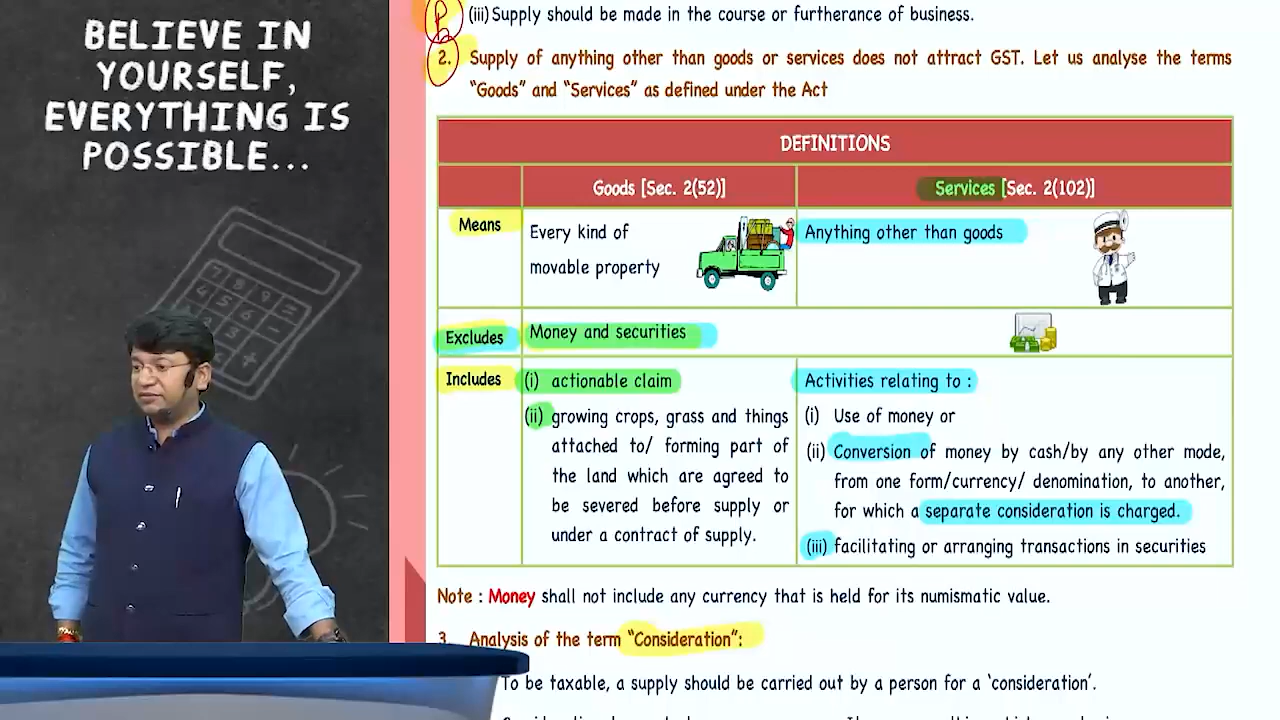 BELIEVE IN
YOURSELF,
EVERYTHING IS
POSSIBLE...
(iii) Supply should be made in the course or furtherance of business.
2. Supply of anything other than goods or services does not attract GST. Let us analyse the terms
"Goods" and "Services" as defined under the Act
DEFINITIONS
Goods [Sec. 2(52)]
Services [Sec. 2(102)]
Means
Every kind of
movable property
Anything other than goods
Excludes
Money and securities
Includes
(i) actionable claim
(ii) growing crops, grass and things
attached to/ forming part of
the land which are agreed to
be severed before supply or
under a contract of supply.
Activities relating to :
(i) Use of money or
(ii) Conversion of money by cash/by any other mode,
from one form/currency/ denomination, to another,
for which a separate consideration is charged.
(iii) facilitating or arranging transactions in securities
Note : Money shall not include any currency that is held for its numismatic value.
3. Analysis of the term "Consideration":
To be taxable, a supply should be carried out by a person for a 'consideration'.